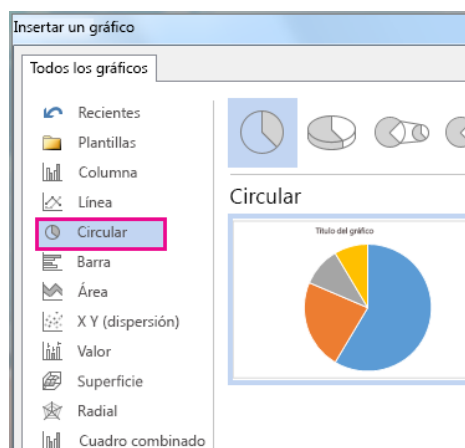 Insertar un gráfico
Todos los gráficos
Recientes
Plantillas
Columna
Línea
Circular
Barra
Área
X Y (dispersión)
Valor
Superficie
Radial
Cuadro combinado
Circular
Título del gráfico